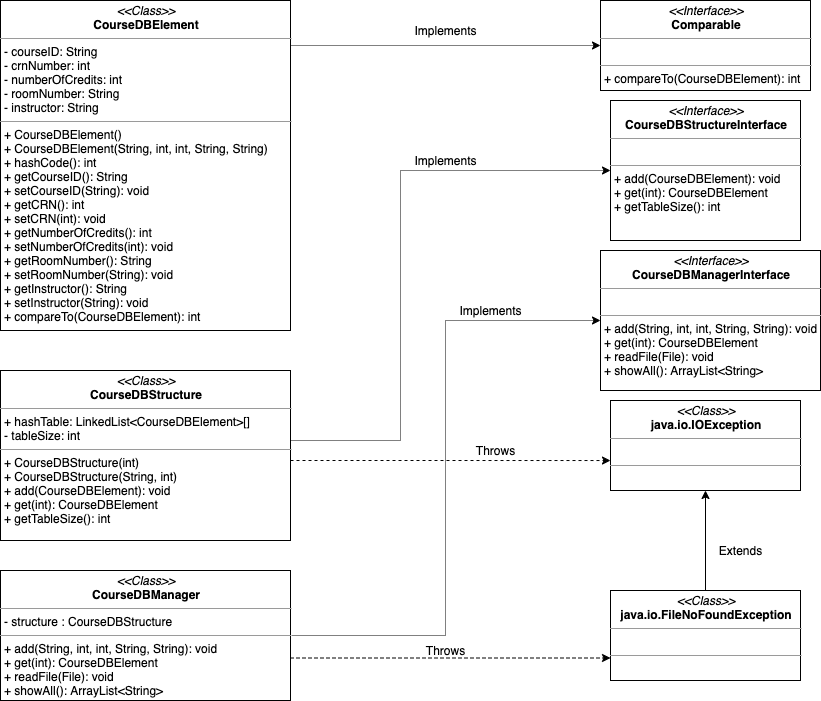 <<Class>>
CourseDBElement
- courseID: String
- crnNumber: int
- numberOfCredits: int
- roomNumber: String
- instructor: String
+ CourseDBElement()
+ CourseDBElement(String, int, int, String, String)
+ hashCode(): int
+ getCourseID(): String
+ setCourseID(String): void
+ getCRN(): int
+ setCRN(int): void
+ getNumberOfCredits(): int
+ setNumberOfCredits(int): void
+ getRoomNumber(): String
+ setRoomNumber(String): void
+ getInstructor(): String
+ setInstructor(String): void
+ compareTo(CourseDBElement): int
Implements
<<Interface>>
Comparable
+ compareTo(CourseDBElement): int
Implements
<<Interface>>
CourseDBStructureInterface
+ add(CourseDBElement): void
+ get(int): CourseDBElement
+ getTableSize(): int
Implements
<<Interface>>
CourseDBManagerInterface
+ add(String, int, int, String, String): void
+ get(int): CourseDBElement
+ readFile(File): void
+ showAll(): ArrayList<String>
<<Class>>
CourseDBStructure
+ hashTable: LinkedList<CourseDBElement>[]
- tableSize: int
+ CourseDBStructure(int)
+ CourseDBStructure(String, int)
+ add(CourseDBElement): void
+ get(int): CourseDBElement
+ getTableSize(): int
Throws
<<Class>>
java.io.IOException
Extends
<<Class>>
CourseDBManager
- structure : CourseDBStructure
+ add(String, int, int, String, String): void
+ get(int): CourseDBElement
+ readFile(File): void
+ showAll(): ArrayList<String>
Throws
<<Class>>
java.io.FileNoFoundException